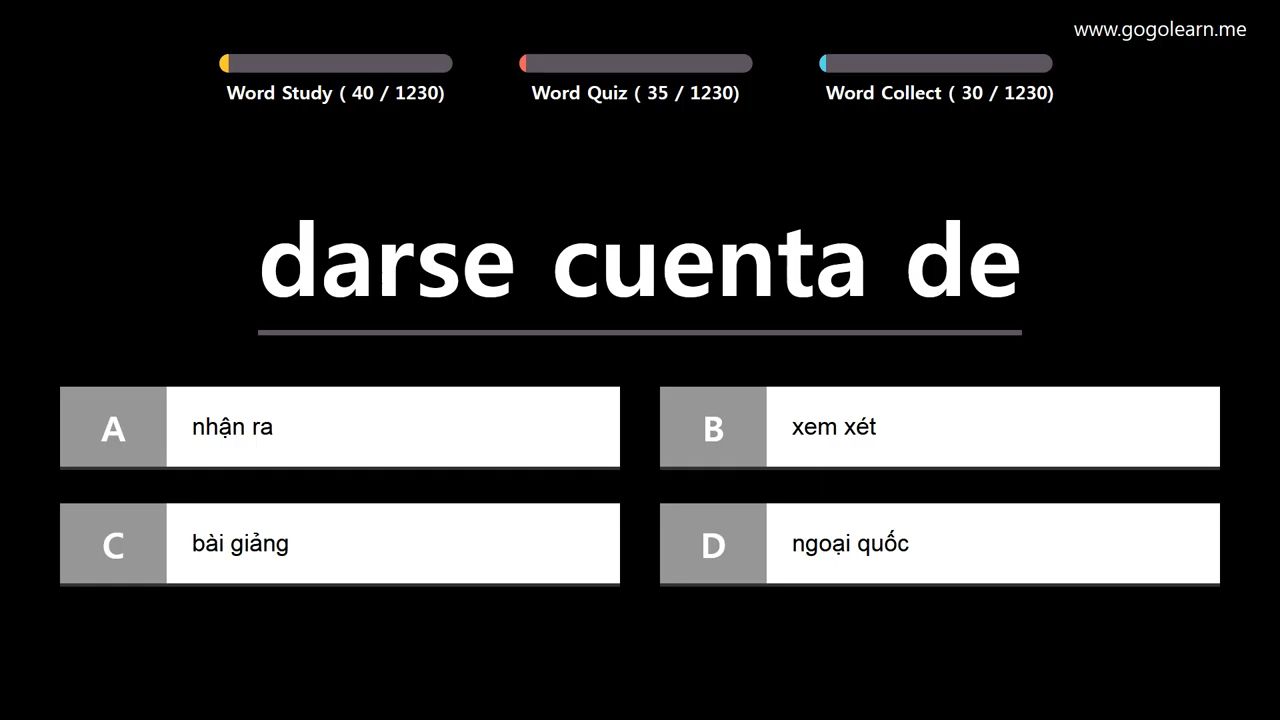 www.gogolearn.me
Word Study ( 40 / 1230)
Word Quiz ( 35 / 1230)
Word Collect ( 30 / 1230)
darse cuenta de
A
nhận ra
B
xem xét
C
bài giảng
D
ngoại quốc